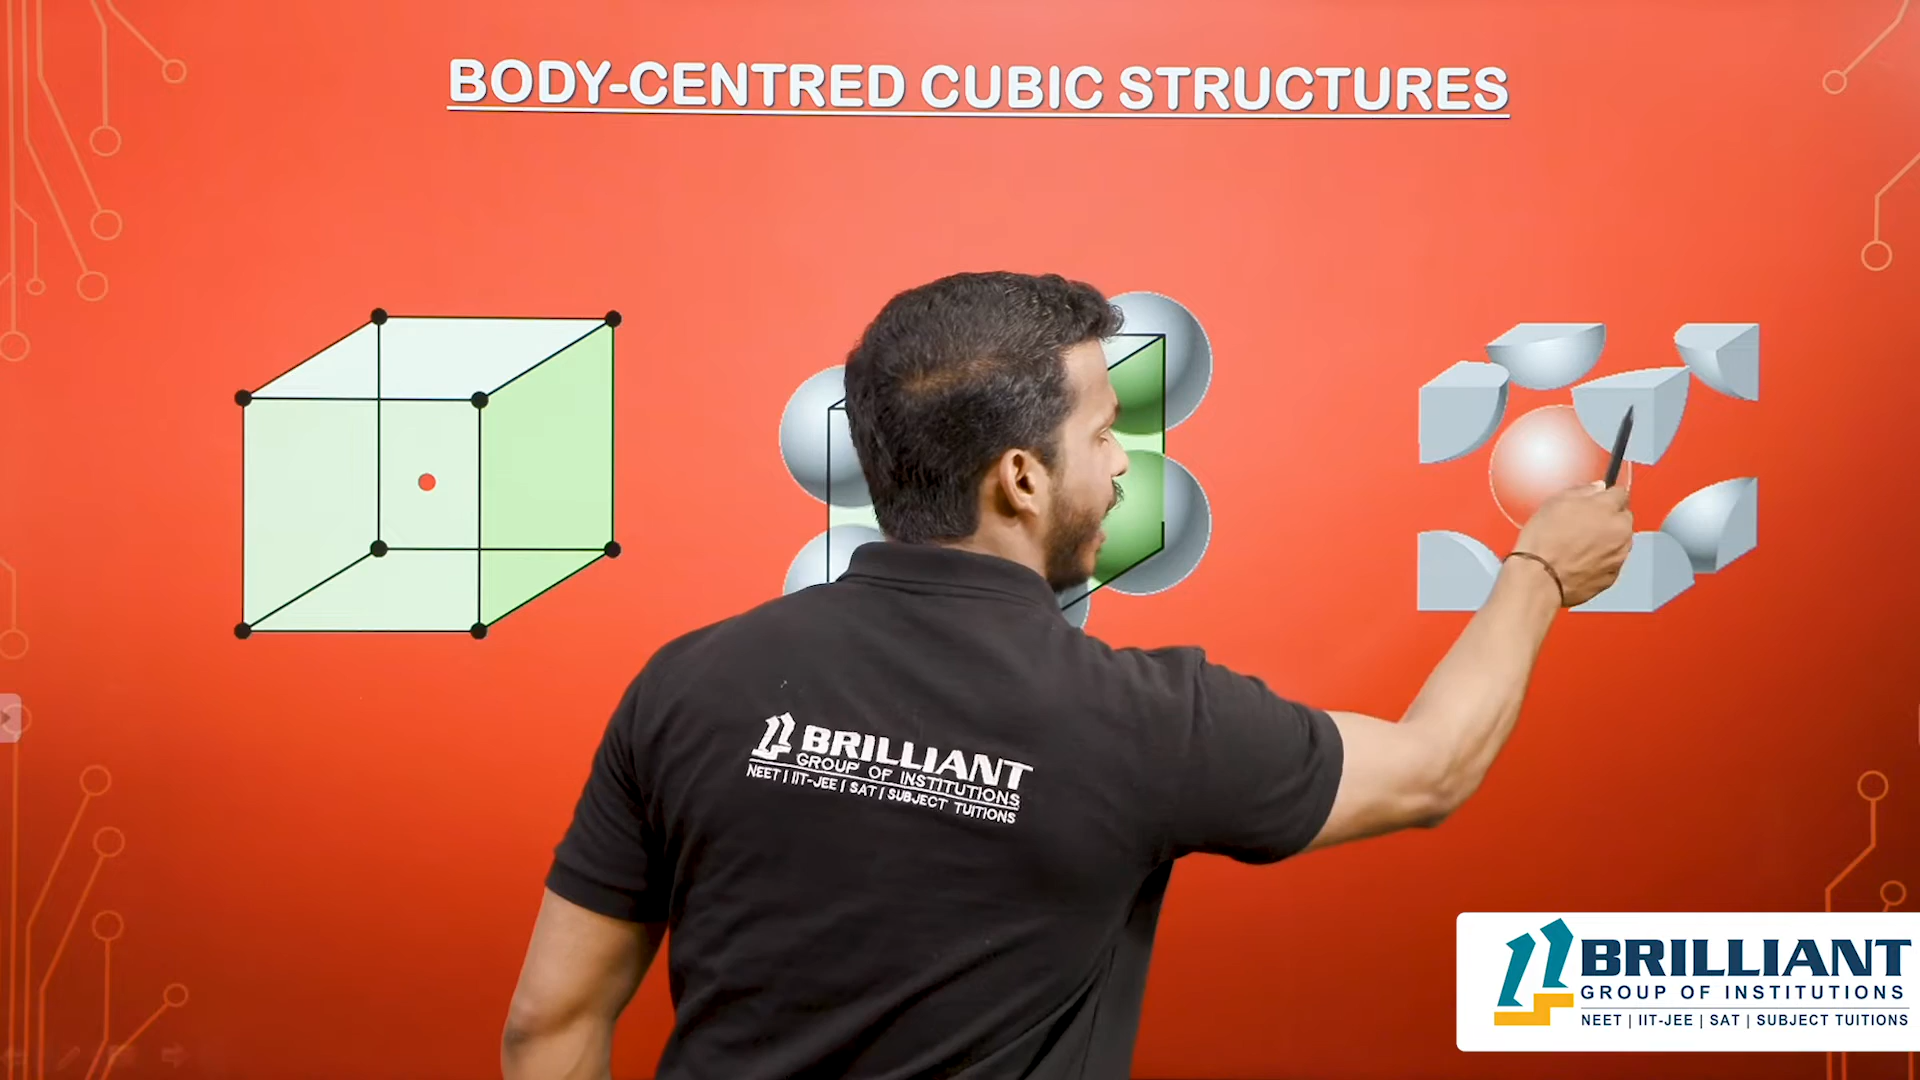 BODY-CENTRED CUBIC STRUCTURES
BRILLIANT
GROUP OF INSTITUTIONS
NEET | IIT-JEE | SAT | SUBJECT TUITIONS
BRILLIANT
GROUP OF INSTITUTIONS
NEET | IIT-JEE | SAT | SUBJECT TUITIONS